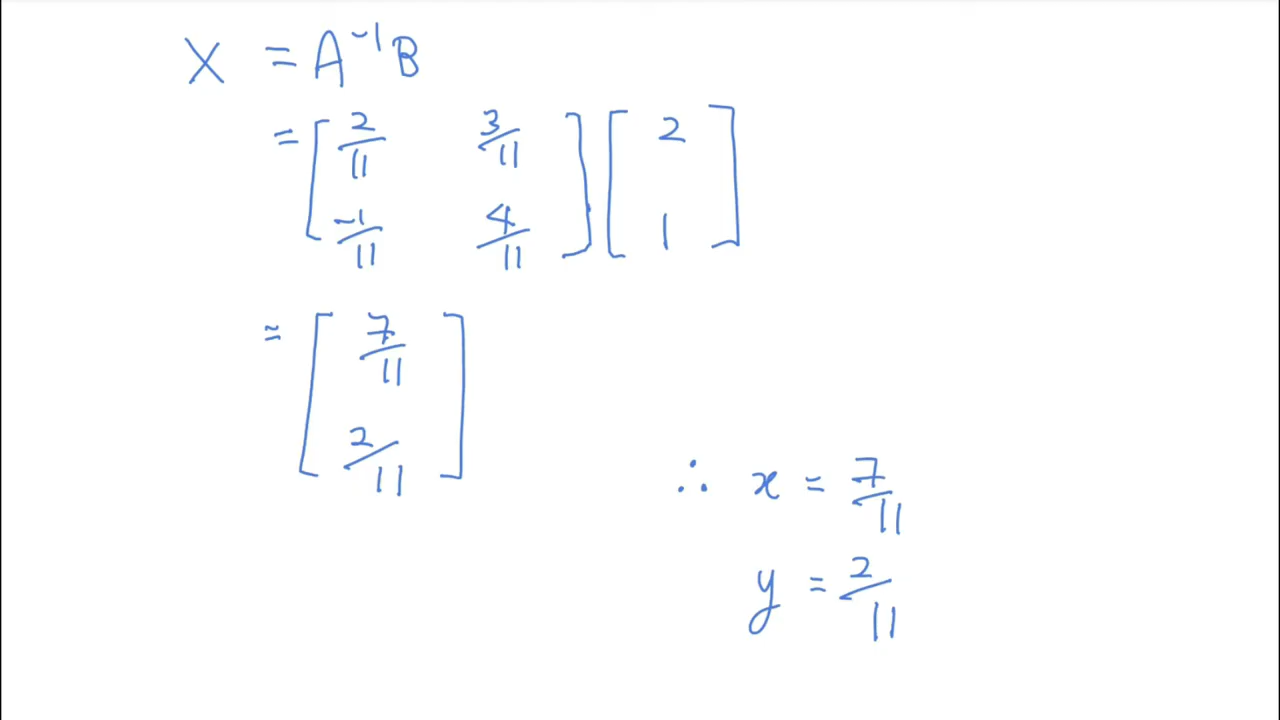 X = A⁻¹B
= [ 2/11 3/11 ] [ 2 ]
[ -1/11 4/11 ] [ 1 ]
= [ 7/11 ]
[ 2/11 ]
∴ x = 7/11
y = 2/11